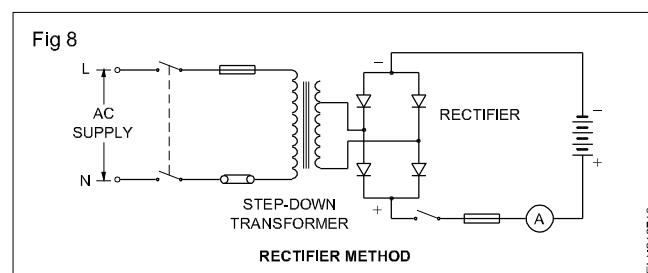 Fig 8
L
AC
SUPPLY
N
STEP-DOWN
TRANSFORMER
−
+
RECTIFIER
−
+
A
RECTIFIER METHOD